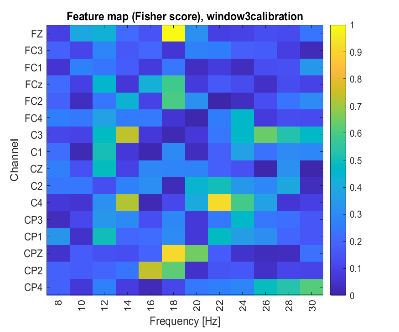 Feature map (Fisher score), window3calibration
Channel
FZ
FC3
FC1
FCz
FC2
FC4
C3
C1
CZ
C2
C4
CP3
CP1
CPZ
CP2
CP4
8 10 12 14 16 18 20 22 24 26 28 30
Frequency [Hz]
1
0.9
0.8
0.7
0.6
0.5
0.4
0.3
0.2
0.1
0